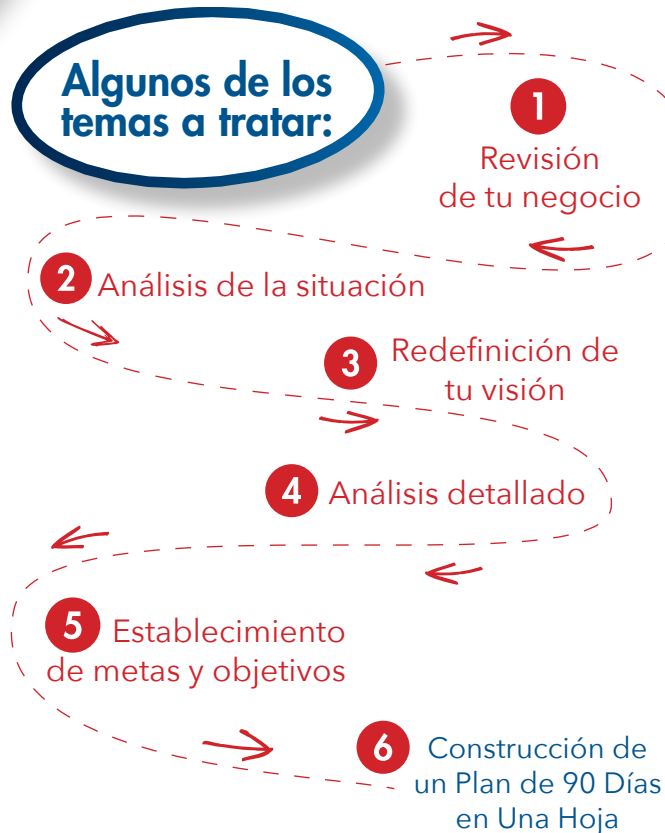 Algunos de los
temas a tratar:
1
Revisión
de tu negocio
2 Análisis de la situación
3 Redefinición de
tu visión
4 Análisis detallado
5 Establecimiento
de metas y objetivos
6 Construcción de
un Plan de 90 Días
en Una Hoja